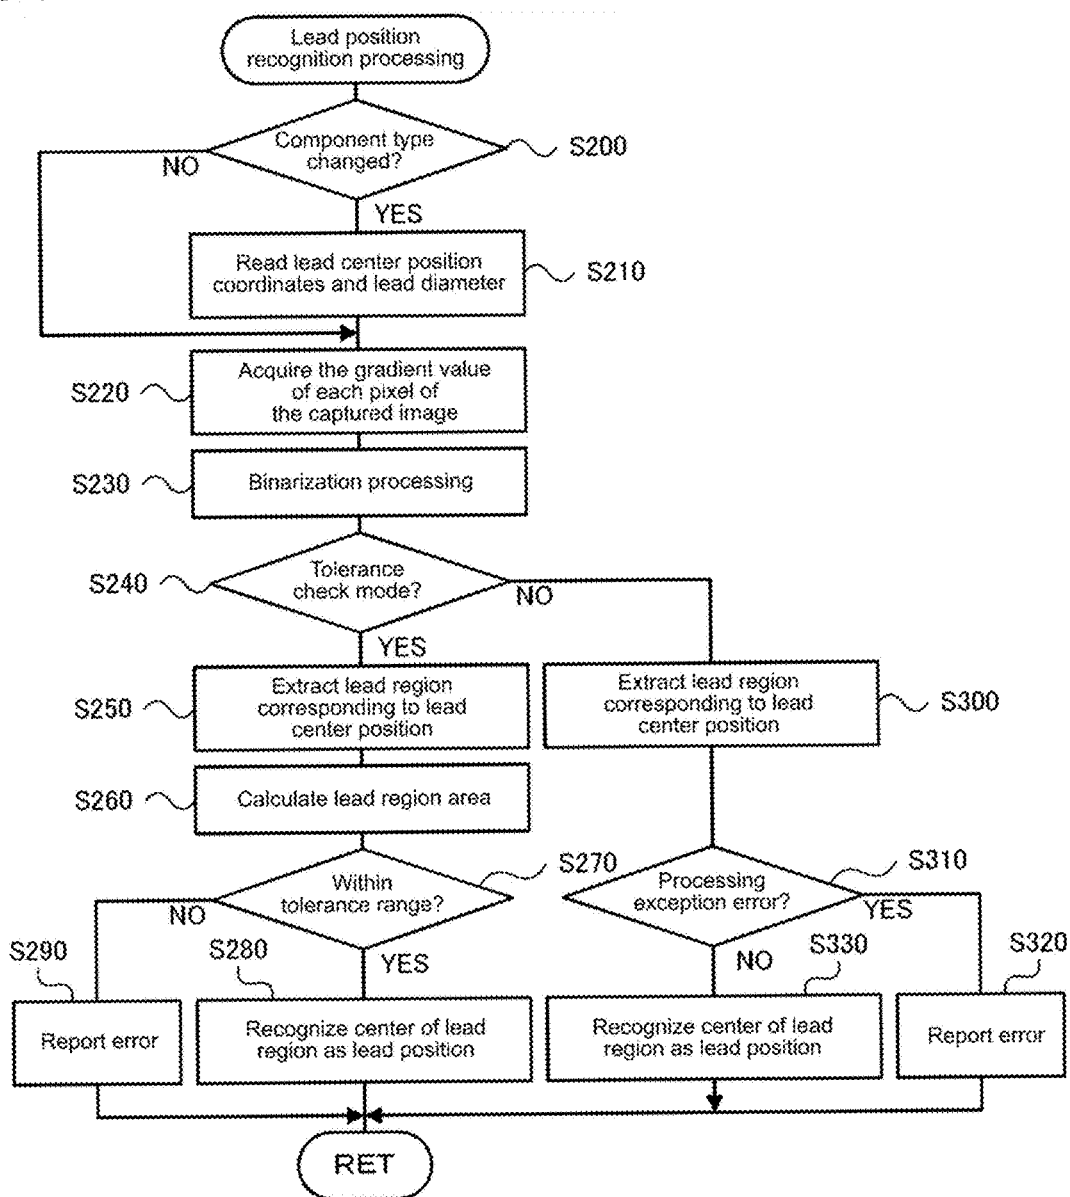 Lead position
recognition processing
Component type
changed?
S200
NO
YES
Read lead center position
coordinates and lead diameter
S210
Acquire the gradient value
of each pixel of
the captured image
S220
S230
Binarization processing
S240
Tolerance
check mode?
NO
YES
S250
Extract lead region
corresponding to lead
center position
Extract lead region
corresponding to lead
center position
S300
S260
Calculate lead region area
S270
Within
tolerance range?
NO
YES
S310
Processing
exception error?
YES
NO
S290
Report error
S280
Recognize center of lead
region as lead position
S330
Recognize center of lead
region as lead position
S320
Report error
RET